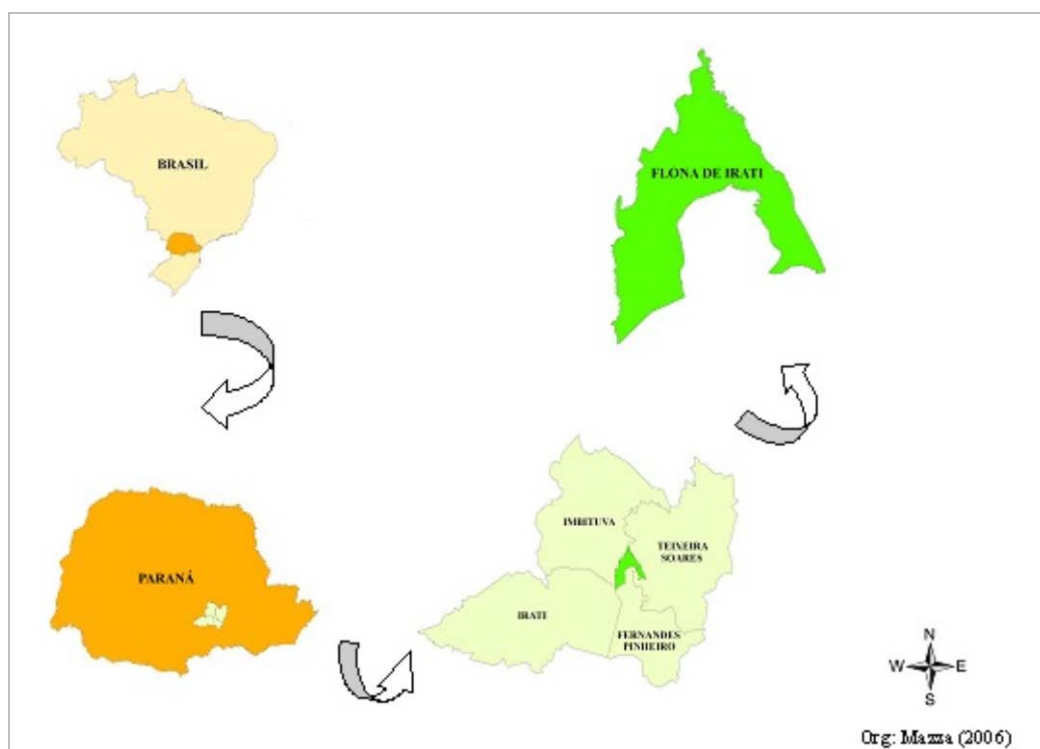 BRASIL
FLONA DE IRATI
PARANÁ
IMBITUVA
TEIXEIRA
SOARES
IRATI
FERNANDES
PINHEIRO
N
W
E
S
Org: Mazza (2006)